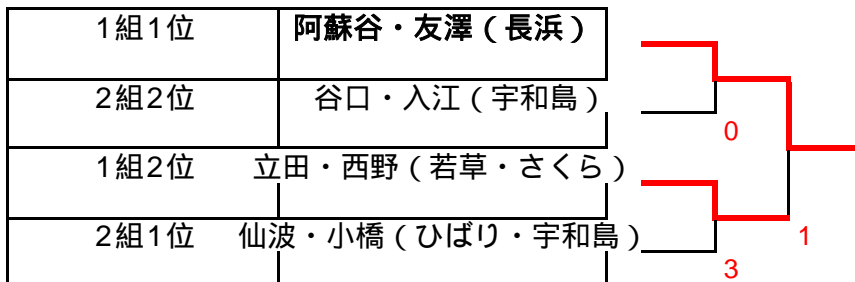 1組1位 阿蘇谷・友澤(長浜)
2組2位 谷口・入江(宇和島)
0
1組2位 立田・西野(若草・さくら)
2組1位 仙波・小橋(ひばり・宇和島)
1
3